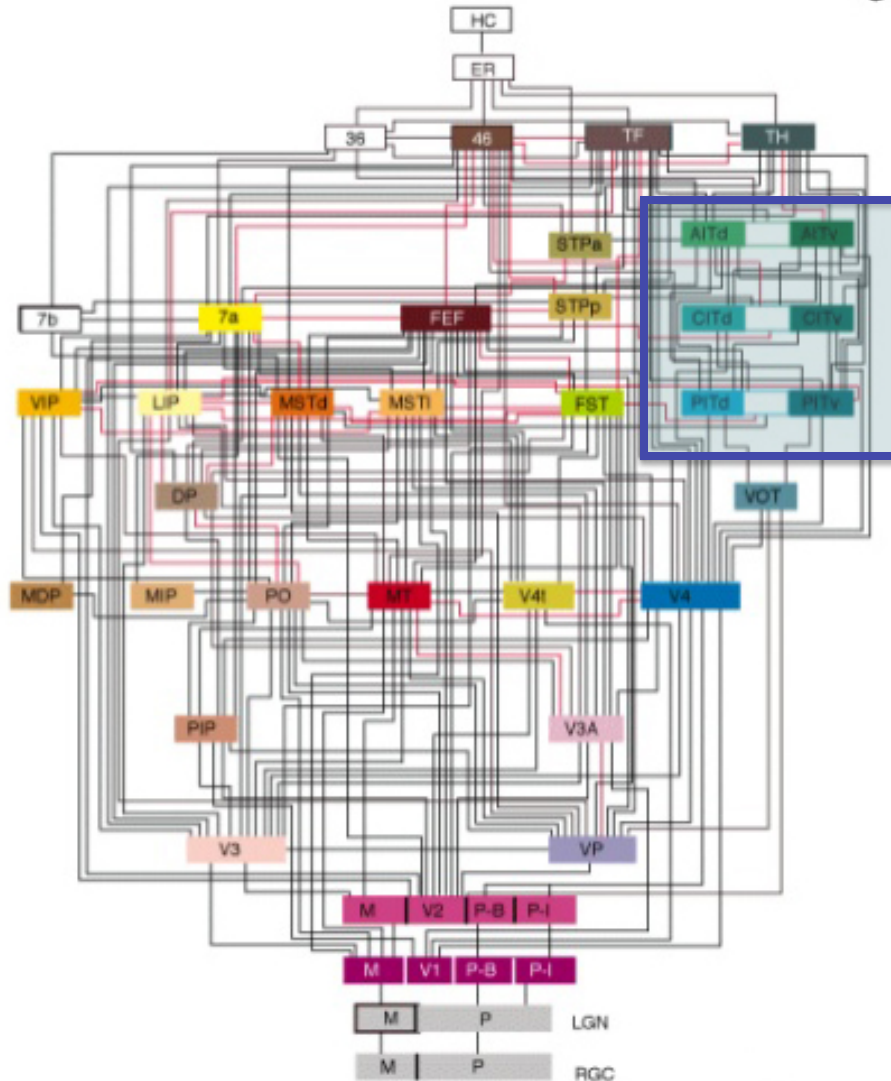 HC
ER
36 46 TF TH
AITd AITv
STPa
STPp
7b 7a FEF CITd CITv
VIP LIP MSTd MSTl FST PITd PITv
DP VOT
MDP MIP PO MT V4t V4
PIP V3A
V3 VP
M V2 P-B P-I
M V1 P-B P-I
M P LGN
M P RGC